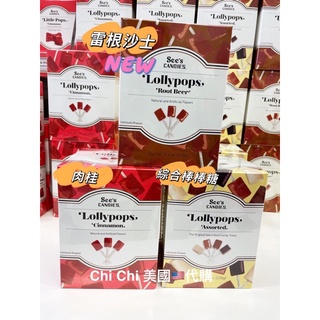 雷根沙士
NEW
See's
CANDIES
Lollypops
Root Beer
Natural and Artificial Flavors
肉桂
綜合棒棒糖
See's
CANDIES
Lollypops
Cinnamon
See's
CANDIES
Lollypops
Assorted
Chi Chi 美國🇺🇸代購